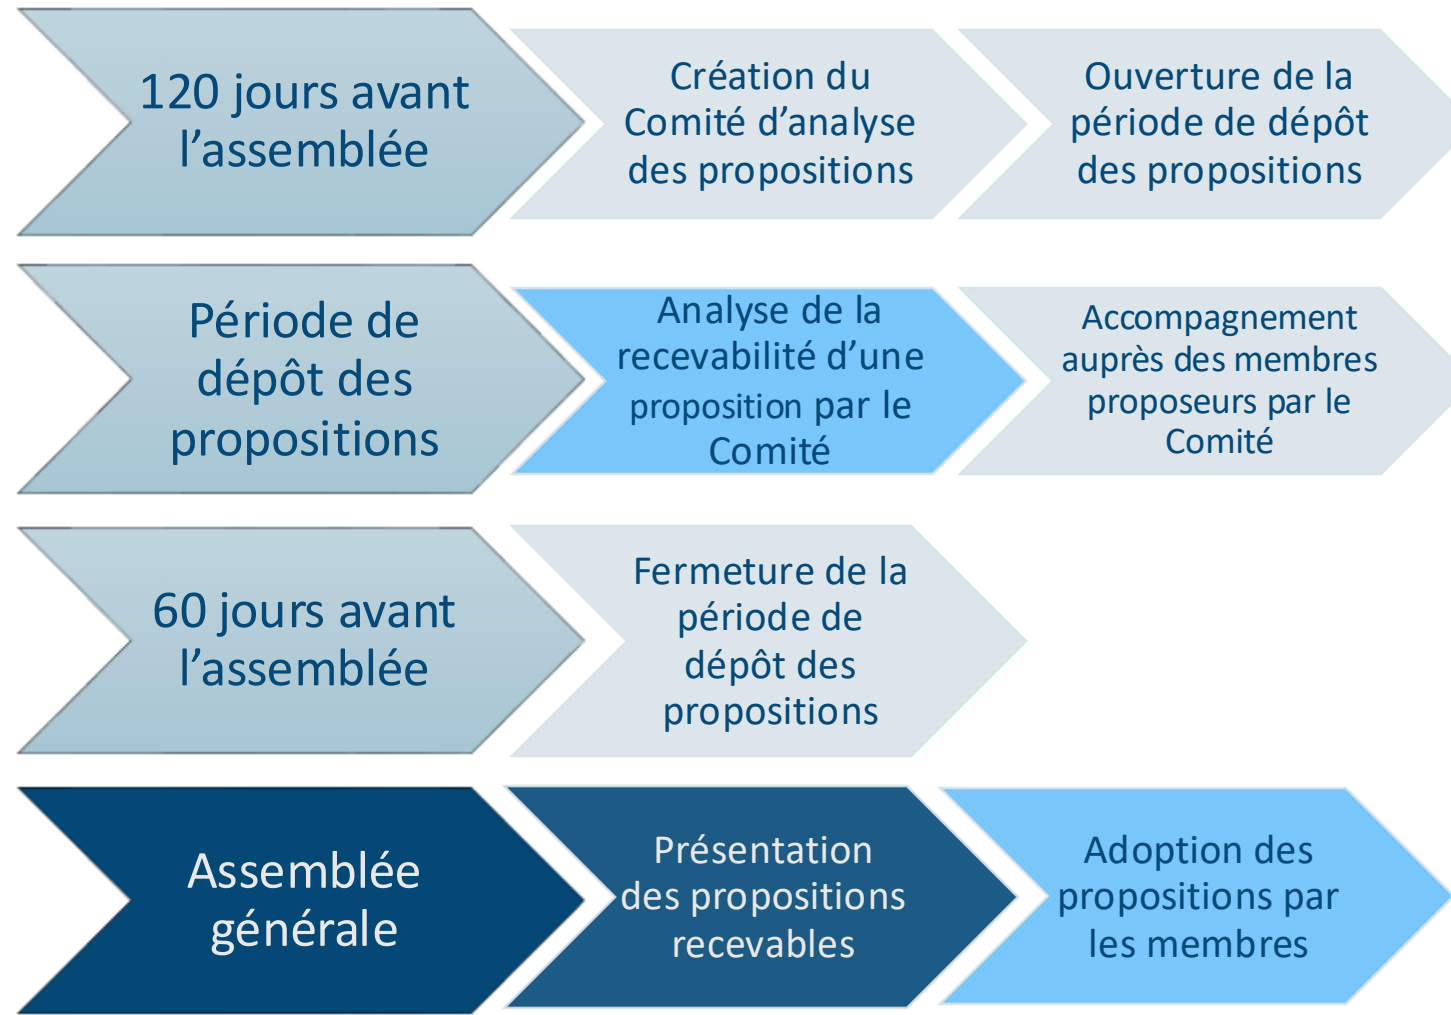 120 jours avant
l’assemblée
Création du
Comité d’analyse
des propositions
Ouverture de la
période de dépôt
des propositions
Période de
dépôt des
propositions
Analyse de la
recevabilité d’une
proposition par le
Comité
Accompagnement
auprès des membres
proposeurs par le
Comité
60 jours avant
l’assemblée
Fermeture de la
période de
dépôt des
propositions
Assemblée
générale
Présentation
des propositions
recevables
Adoption des
propositions par
les membres